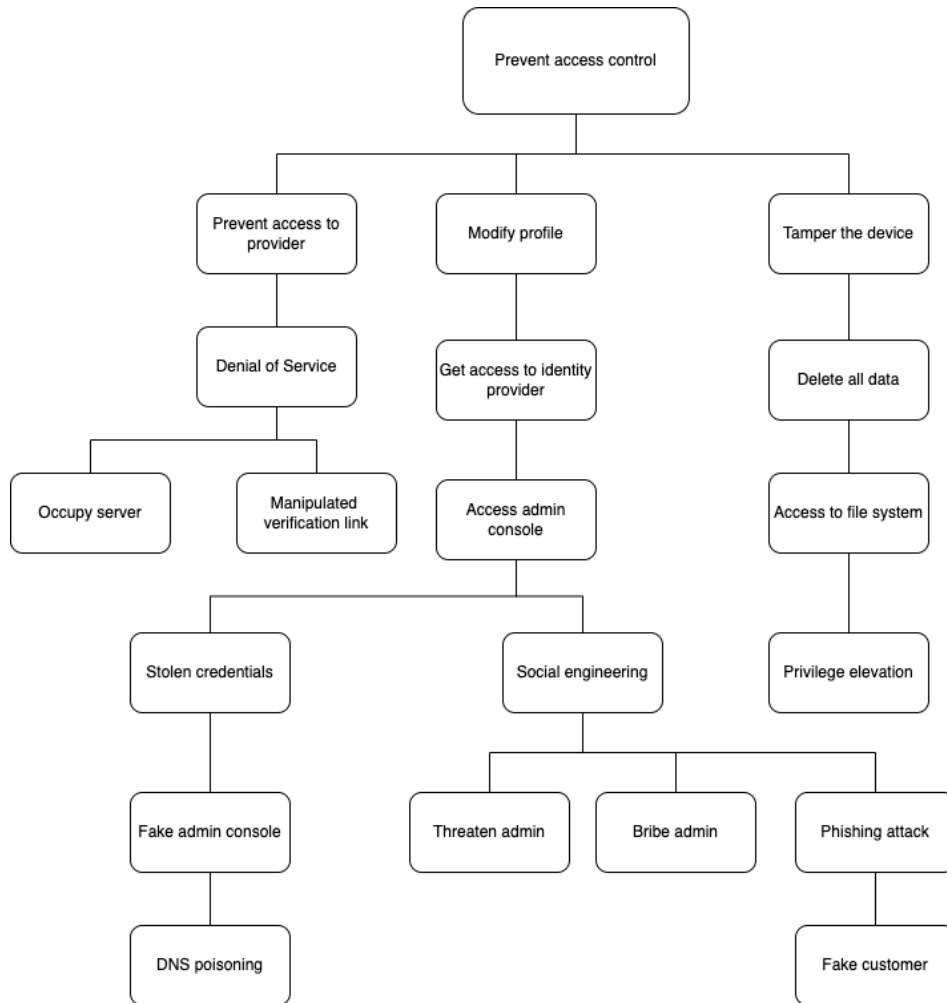 Prevent access control
Prevent access to
provider
Modify profile
Tamper the device
Denial of Service
Get access to identity
provider
Delete all data
Occupy server
Manipulated
verification link
Access admin
console
Access to file system
Stolen credentials
Social engineering
Privilege elevation
Fake admin console
Threaten admin
Bribe admin
Phishing attack
DNS poisoning
Fake customer